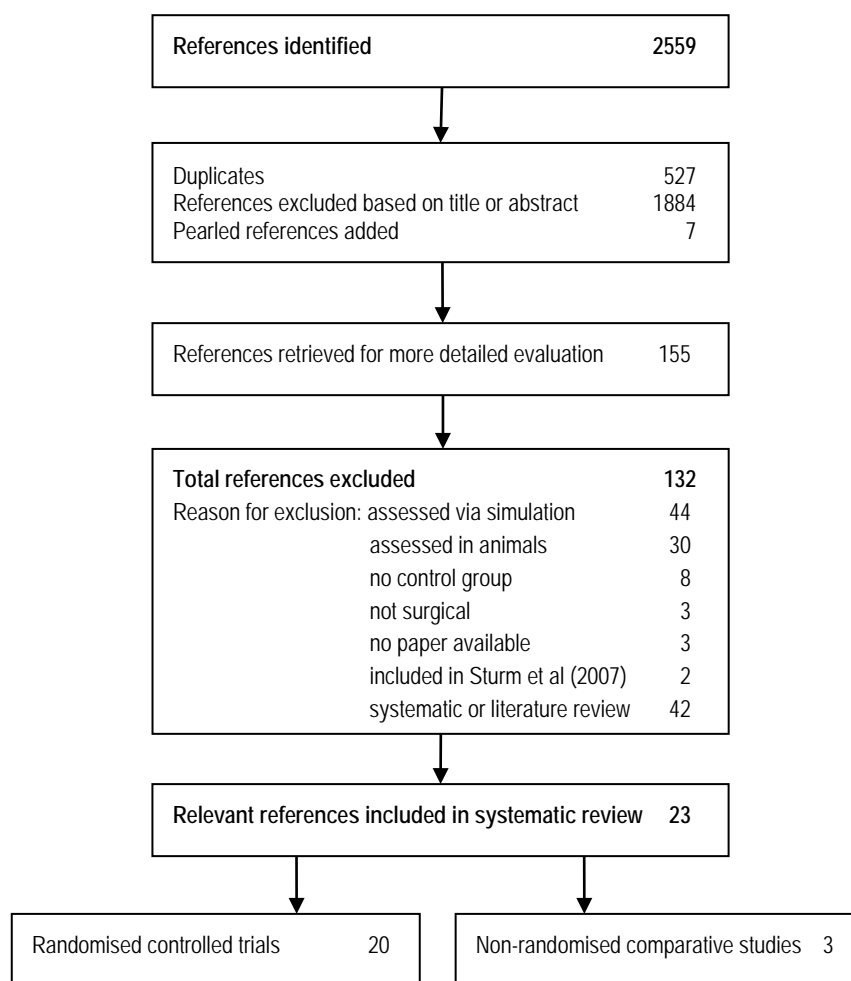 References identified 2559
Duplicates 527
References excluded based on title or abstract 1884
Pearled references added 7
References retrieved for more detailed evaluation 155
Total references excluded 132
Reason for exclusion: assessed via simulation 44
assessed in animals 30
no control group 8
not surgical 3
no paper available 3
included in Sturm et al (2007) 2
systematic or literature review 42
Relevant references included in systematic review 23
Randomised controlled trials 20
Non-randomised comparative studies 3